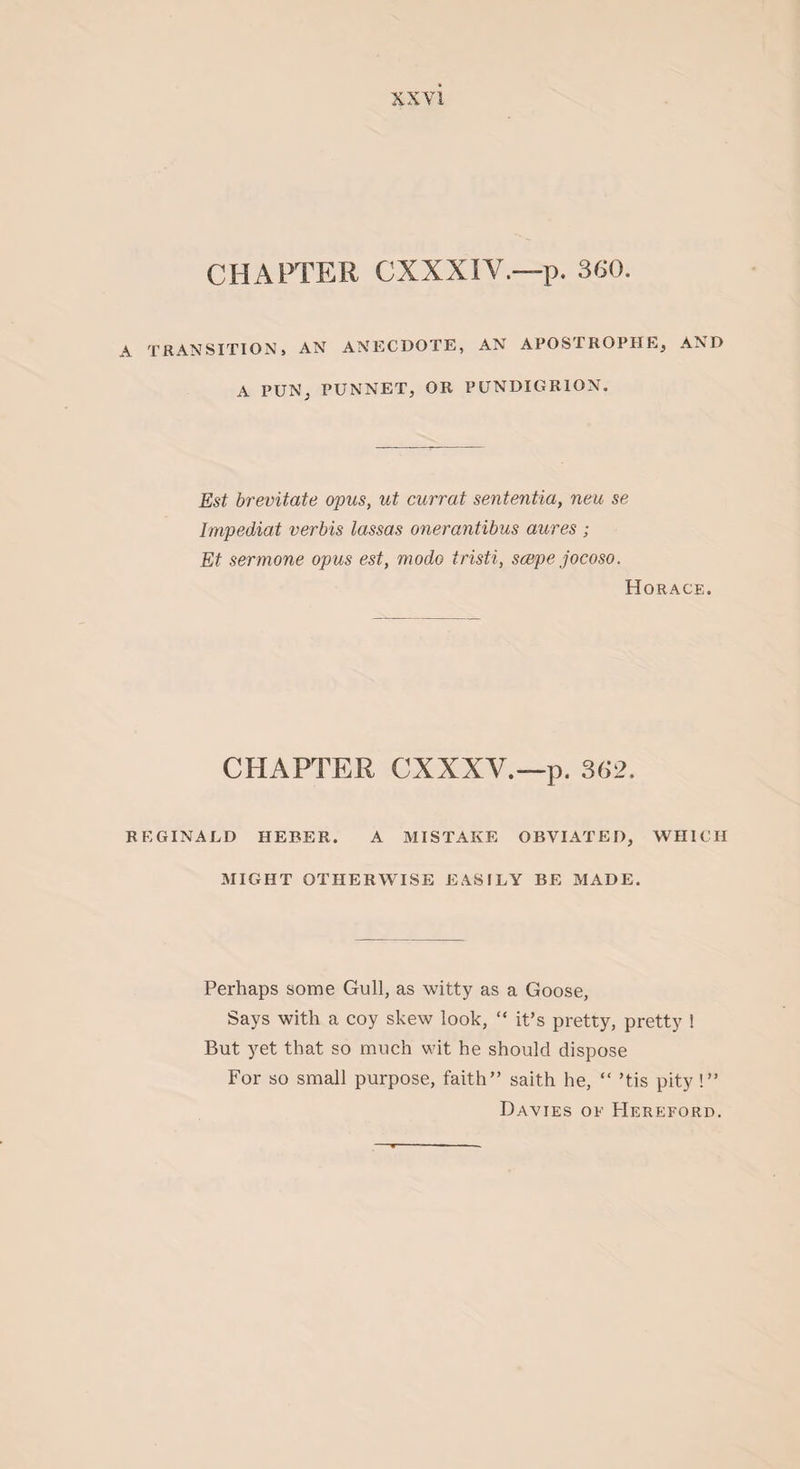 xxvi
CHAPTER CXXXIV.—p. 360.
A TRANSITION, AN ANECDOTE, AN APOSTROPHE, AND
A PUN, PUNNET, OR PUNDIGRION.
Est brevitate opus, ut currat sententia, neu se
Impediat verbis lassas onerantibus aures ;
Et sermone opus est, modo tristi, sæpe jocoso.
HORACE.
CHAPTER CXXXV.—p. 362.
REGINALD HEBER. A MISTAKE OBVIATED, WHICH
MIGHT OTHERWISE EASILY BE MADE.
Perhaps some Gull, as witty as a Goose,
Says with a coy skew look, “ it’s pretty, pretty !
But yet that so much wit he should dispose
For so small purpose, faith” saith he, “ ’tis pity !”
DAVIES OF HEREFORD.